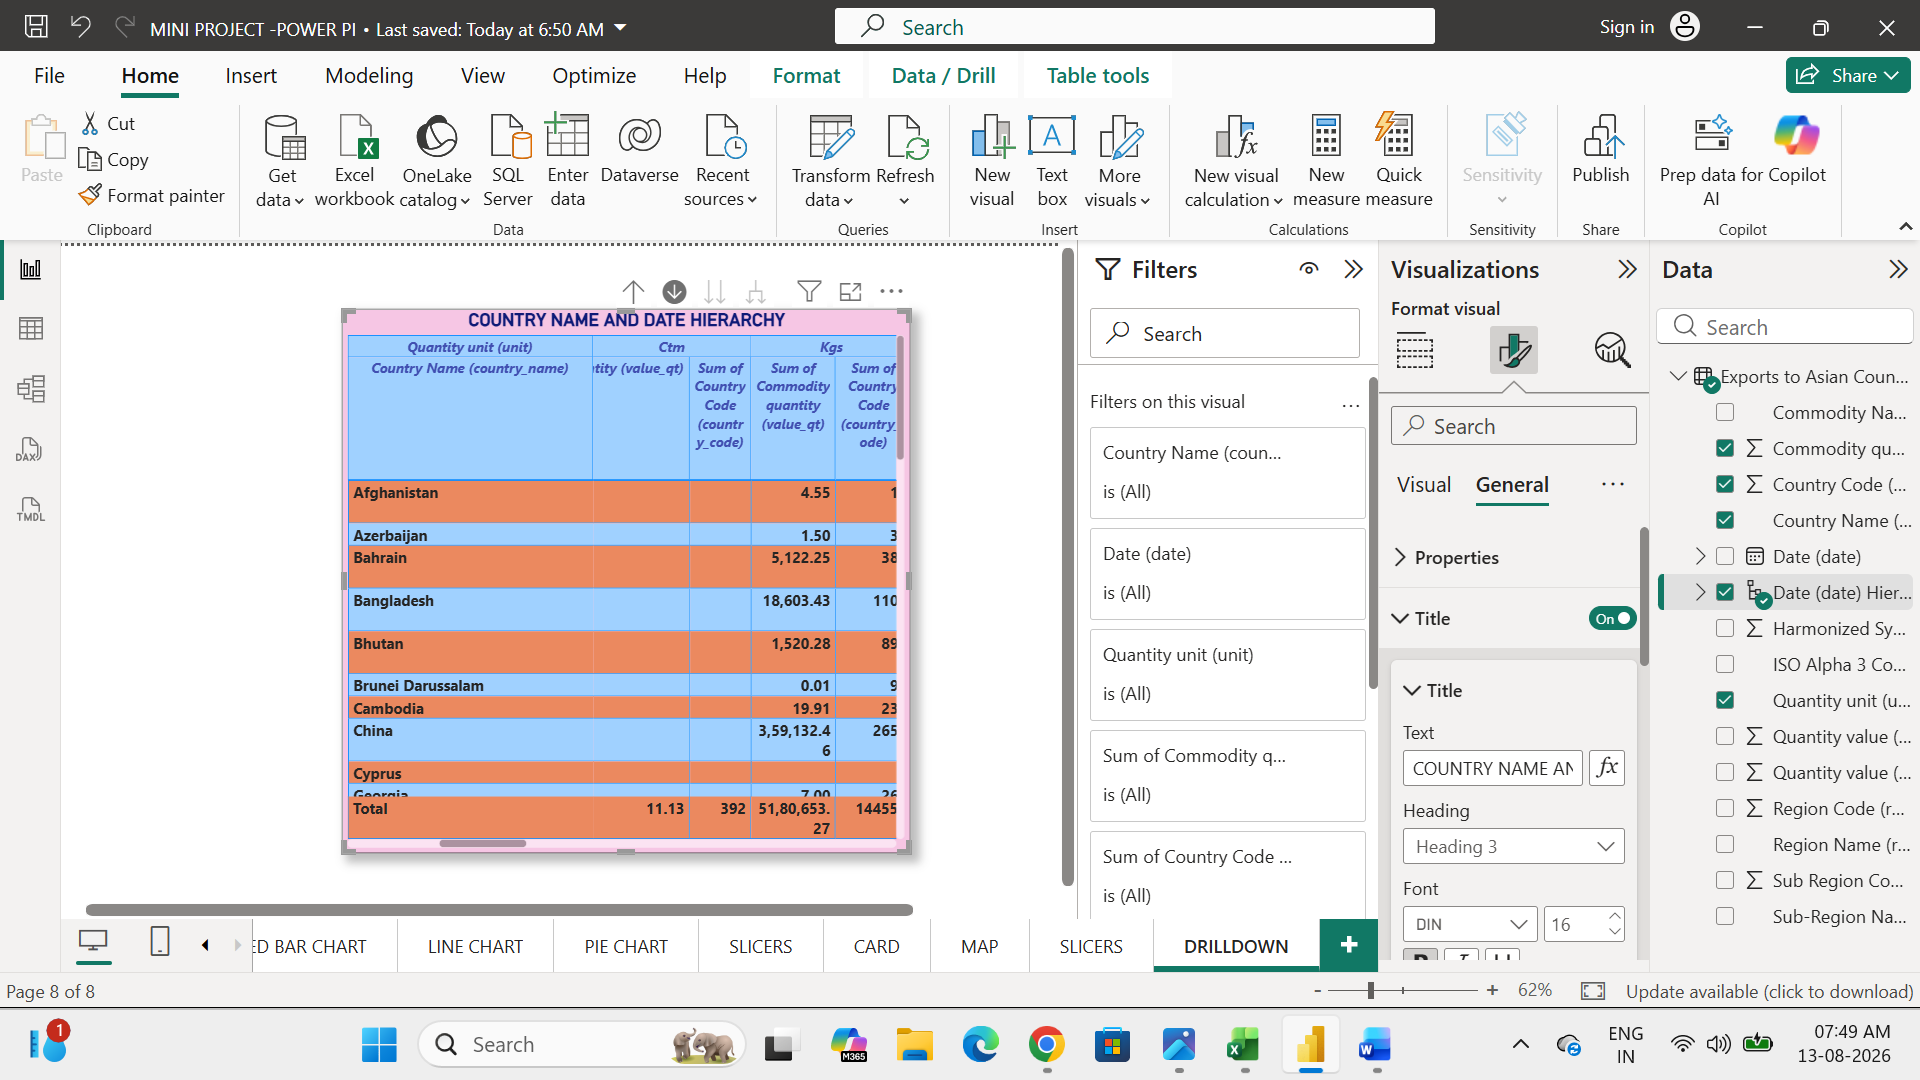 MINI PROJECT -POWER PI • Last saved: Today at 6:50 AM
Search
Sign in
File
Home
Insert
Modeling
View
Optimize
Help
Format
Data / Drill
Table tools
Share
Paste
Cut
Copy
Format painter
Clipboard
Get data
Excel workbook
OneLake catalog
SQL Server
Enter data
Dataverse
Recent sources
Data
Transform data
Refresh
Queries
New visual
Text box
More visuals
Insert
New visual calculation
New measure
Quick measure
Calculations
Sensitivity
Sensitivity
Publish
Share
Prep data for AI
Copilot
Copilot
DAX
TMDL
COUNTRY NAME AND DATE HIERARCHY
Quantity unit (unit) Ctm Kgs
Country Name (country_name) tity (value_qt) Sum of Country Code (countr y_code) Sum of Commodity quantity (value_qt) Sum of Country Code (country_ ode)
Afghanistan 4.55 1
Azerbaijan 1.50 3
Bahrain 5,122.25 38
Bangladesh 18,603.43 110
Bhutan 1,520.28 89
Brunei Darussalam 0.01 9
Cambodia 19.91 23
China 3,59,132.4 6 265
Cyprus
Georgia 7.00 26
Total 11.13 392 51,80,653. 27 14455
Filters
Search
Filters on this visual
Country Name (coun...
is (All)
Date (date)
is (All)
Quantity unit (unit)
is (All)
Sum of Commodity q...
is (All)
Sum of Country Code ...
is (All)
Visualizations
Format visual
Search
Visual
General
Properties
Title
On
Title
Text
COUNTRY NAME AN
fx
Heading
Heading 3
Font
DIN
16
Data
Search
Exports to Asian Coun...
Commodity Na...
Commodity qu...
Country Code (...
Country Name (...
Date (date)
Date (date) Hier...
Harmonized Sy...
ISO Alpha 3 Co...
Quantity unit (u...
Quantity value (...
Quantity value (...
Region Code (r...
Region Name (r...
Sub Region Co...
Sub-Region Na...
ED BAR CHART
LINE CHART
PIE CHART
SLICERS
CARD
MAP
SLICERS
DRILLDOWN
Page 8 of 8
62%
Update available (click to download)
1
Search
M365
ENG
IN
07:49 AM
13-08-2026